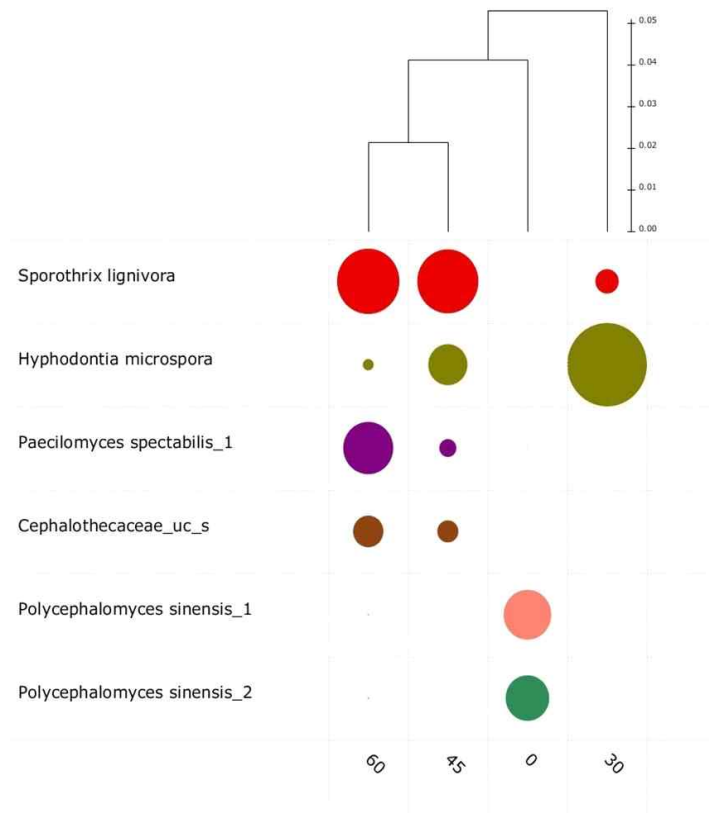 0.05
0.04
0.03
0.02
0.01
0.00
Sporothrix lignivora
Hyphodontia microspora
Paecilomyces spectabilis_1
Cephalothecaceae_uc_s
Polycephalomyces sinensis_1
Polycephalomyces sinensis_2
60 45 0 30